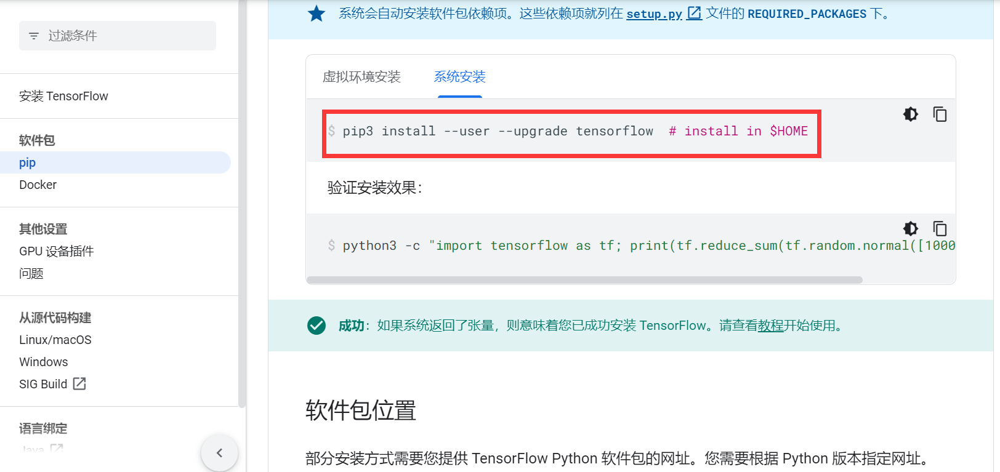 过滤条件
安装 TensorFlow
软件包
pip
Docker
其他设置
GPU 设备插件
问题
从源代码构建
Linux/macOS
Windows
SIG Build
语言绑定
Java
系统会自动安装软件包依赖项。这些依赖项就列在 setup.py 文件的 REQUIRED_PACKAGES 下。
虚拟环境安装 系统安装
$ pip3 install --user --upgrade tensorflow # install in $HOME
验证安装效果：
$ python3 -c "import tensorflow as tf; print(tf.reduce_sum(tf.random.normal([1000
成功：如果系统返回了张量，则意味着您已成功安装 TensorFlow。请查看教程开始使用。
软件包位置
部分安装方式需要您提供 TensorFlow Python 软件包的网址。您需要根据 Python 版本指定网址。